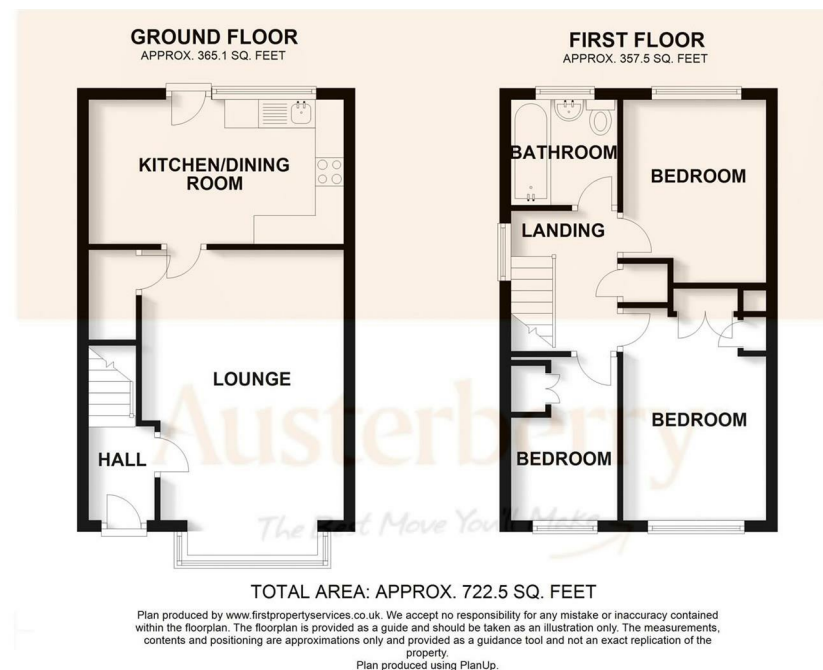 GROUND FLOOR
APPROX. 365.1 SQ. FEET
KITCHEN/DINING
ROOM
LOUNGE
HALL
FIRST FLOOR
APPROX. 357.5 SQ. FEET
BATHROOM
BEDROOM
LANDING
BEDROOM
BEDROOM
Austerberry
The Best Move You'll Make
TOTAL AREA: APPROX. 722.5 SQ. FEET
Plan produced by www.firstpropertyservices.co.uk. We accept no responsibility for any mistake or inaccuracy contained
within the floorplan. The floorplan is provided as a guide and should be taken as an illustration only. The measurements,
contents and positioning are approximations only and provided as a guidance tool and not an exact replication of the
property.
Plan produced using PlanUp.